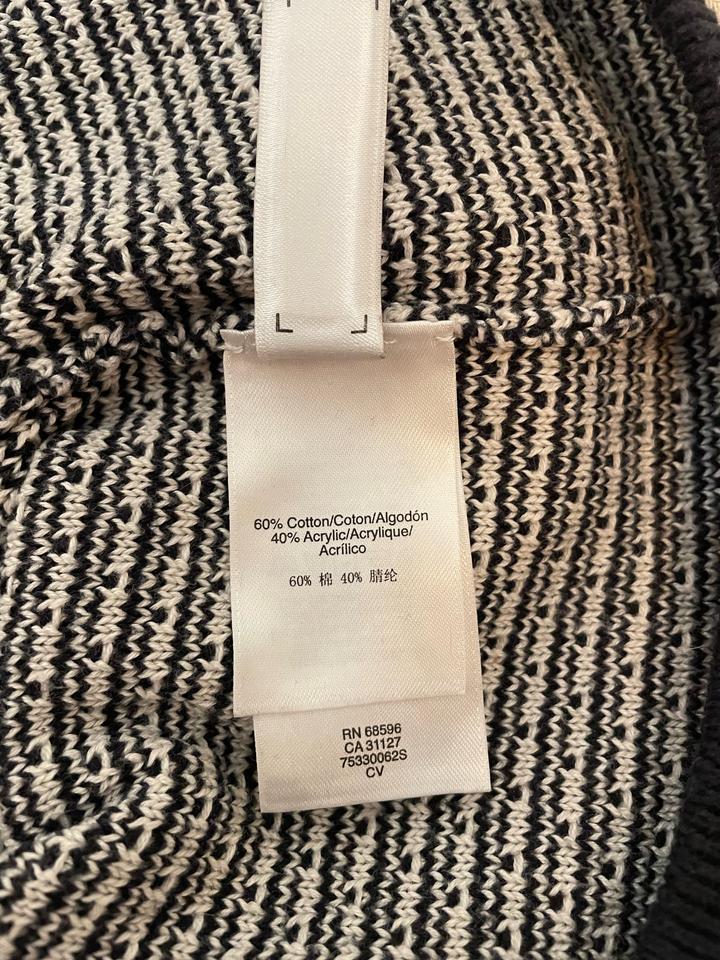 60% Cotton/Coton/Algodón
40% Acrylic/Acrylique/
Acrílico
60% 棉 40% 腈纶
RN 68596
CA 31127
75330062S
CV